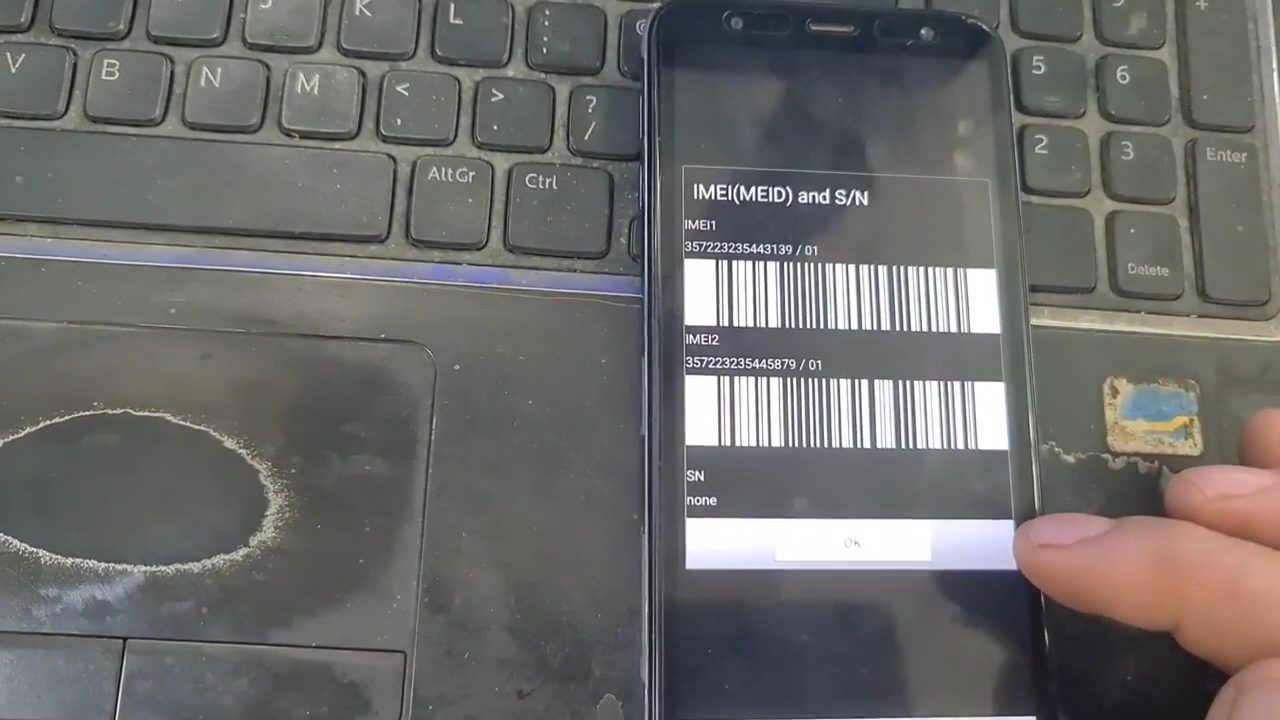 J
K
L
:
;
V
B
N
M
<
,
>
.
?
/
AltGr
Ctrl
5
6
+
2
3
Enter
Delete
IMEI(MEID) and S/N
IMEI1
357223235443139 / 01
IMEI2
357223235445879 / 01
SN
none
OK